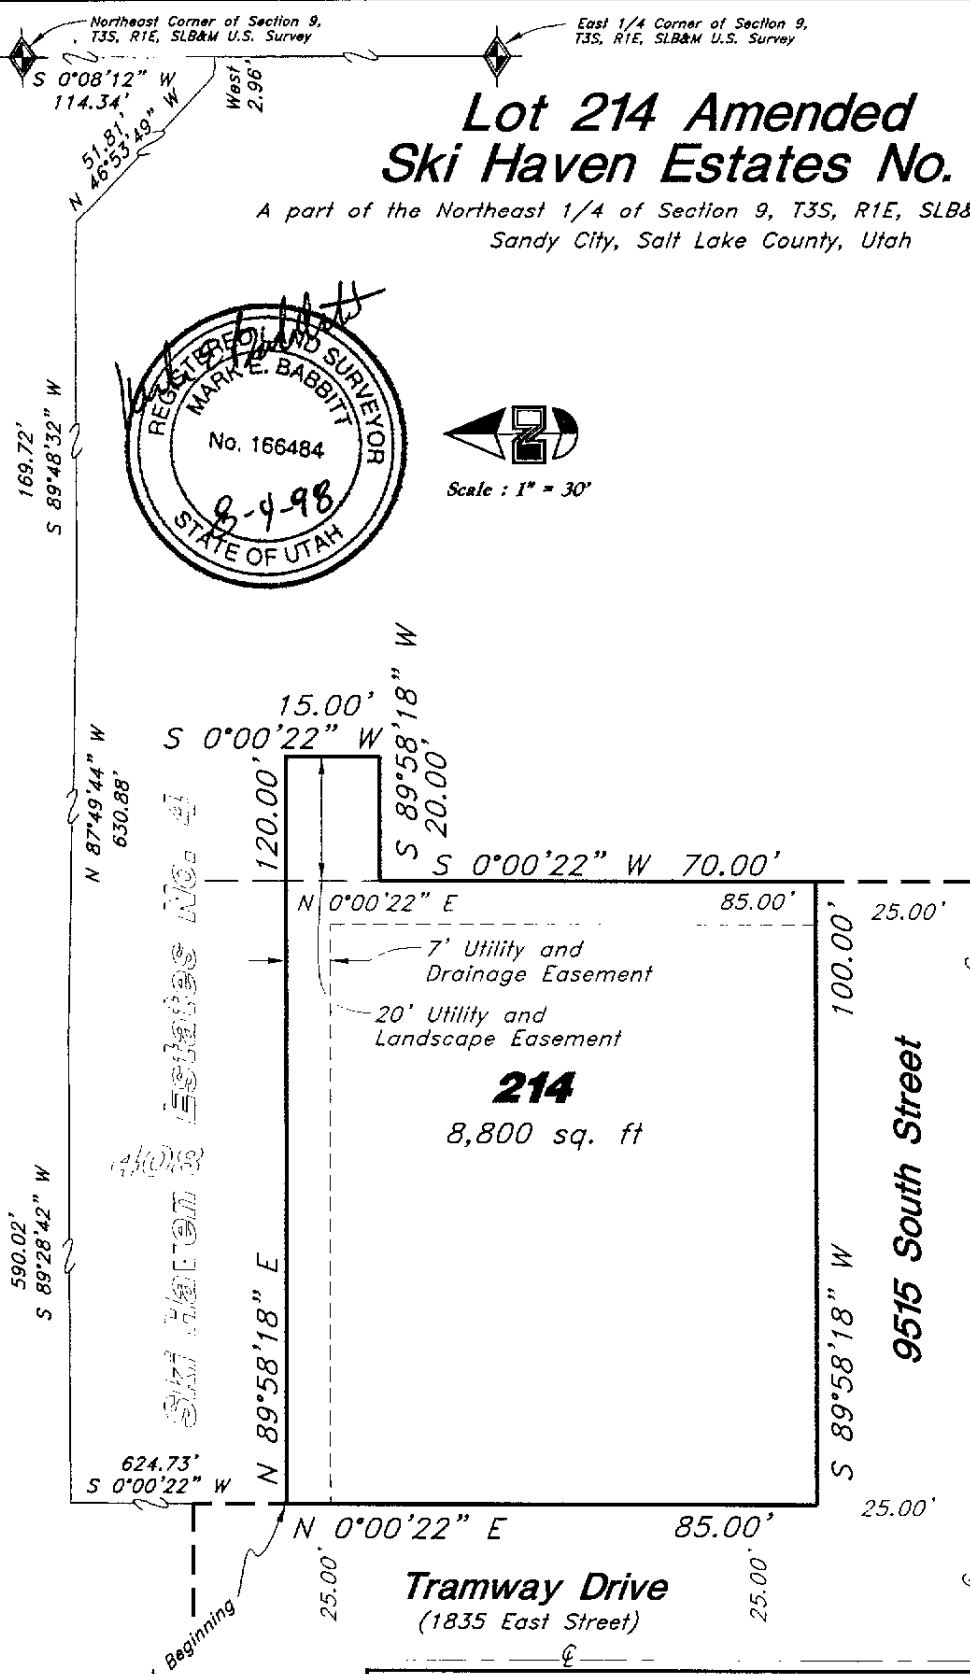 Northeast Corner of Section 9,
T3S, R1E, SLB&M U.S. Survey
East 1/4 Corner of Section 9,
T3S, R1E, SLB&M U.S. Survey
S 0°08'12" W
114.34'
West
2.96'
51.81'
N 46°53'49" W
Lot 214 Amended
Ski Haven Estates No.
A part of the Northeast 1/4 of Section 9, T3S, R1E, SLB&
Sandy City, Salt Lake County, Utah
REGISTERED LAND SURVEYOR
MARK E. BABBITT
No. 166484
8-4-98
STATE OF UTAH
Scale : 1" = 30'
169.72'
S 89°48'32" W
15.00'
S 0°00'22" W
S 89°58'18" W
20.00'
120.00'
N 87°49'44" W
630.88'
S 0°00'22" W 70.00'
N 0°00'22" E
85.00'
25.00'
100.00'
7' Utility and
Drainage Easement
20' Utility and
Landscape Easement
214
8,800 sq. ft
Ski Haven Estates No. 4
408
9515 South Street
590.02'
S 89°28'42" W
N 89°58'18" E
S 89°58'18" W
624.73'
S 0°00'22" W
25.00'
N 0°00'22" E
85.00'
25.00'
25.00'
Tramway Drive
(1835 East Street)
Beginning